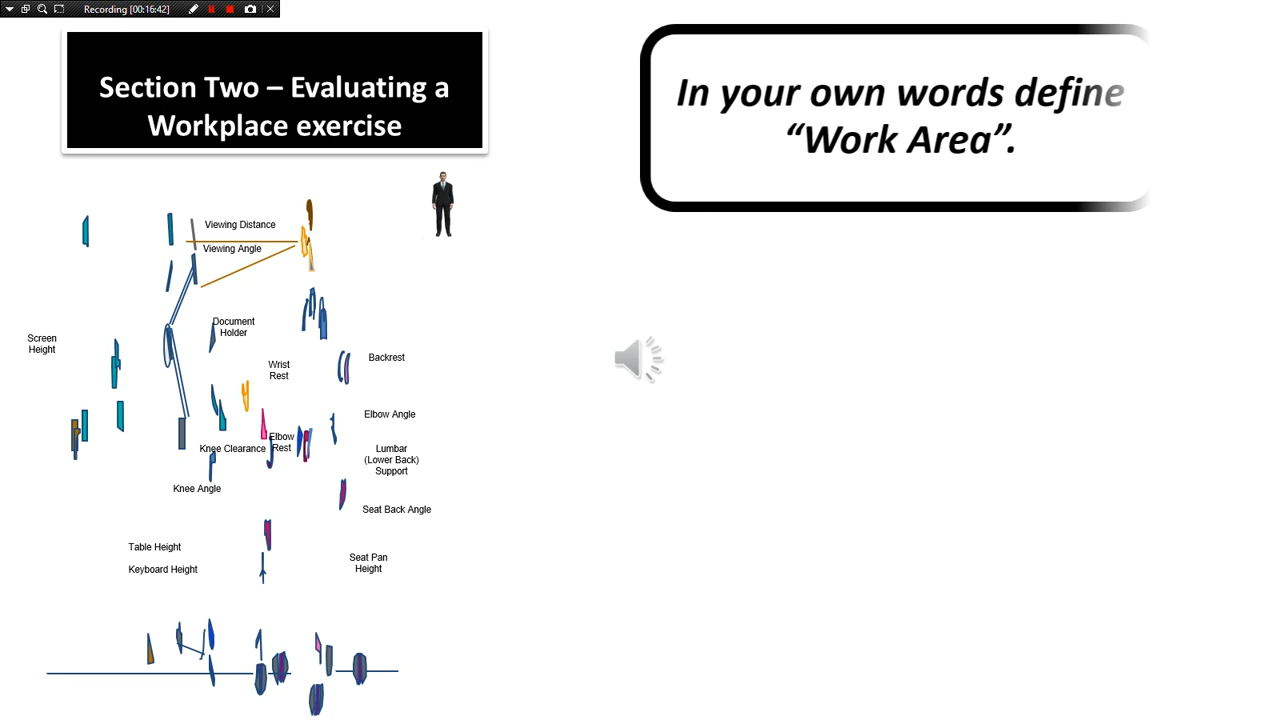 Recording [00:16:42]
Section Two – Evaluating a
Workplace exercise
In your own words define
“Work Area”.
Viewing Distance
Viewing Angle
Document
Holder
Screen
Height
Wrist
Rest
Backrest
Elbow Angle
Elbow
Rest
Knee Clearance
Lumbar
(Lower Back)
Support
Knee Angle
Seat Back Angle
Table Height
Seat Pan
Height
Keyboard Height